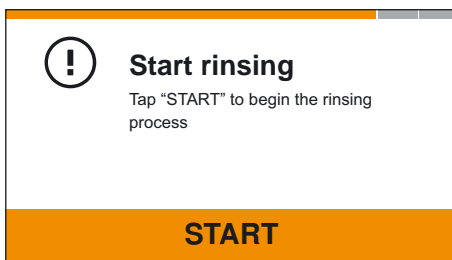 Start rinsing
Tap “START” to begin the rinsing
process
START